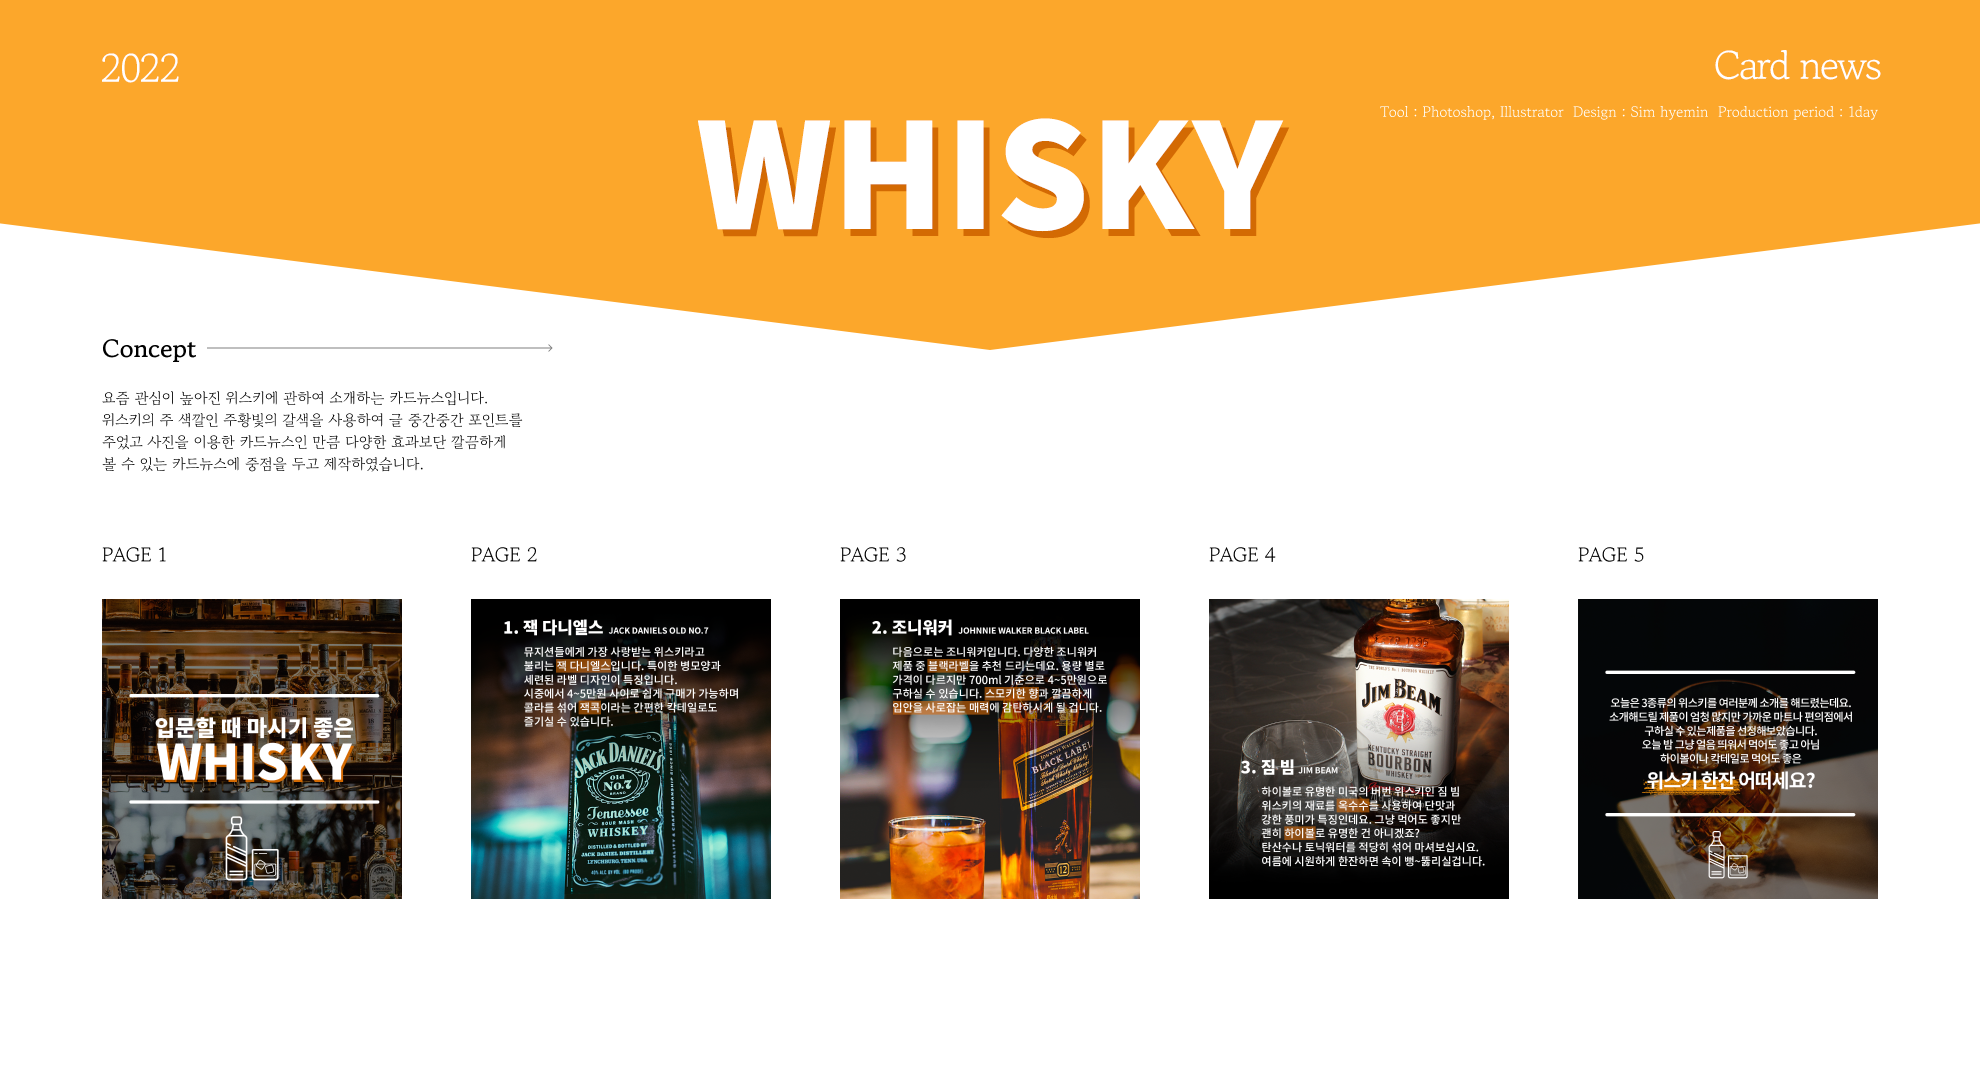 2022
Card news
Tool : Photoshop, Illustrator Design : Sim hyemin Production period : 1day
WHISKY
Concept
요즘 관심이 높아진 위스키에 관하여 소개하는 카드뉴스입니다.
위스키의 주 색깔인 주황빛의 갈색을 사용하여 글 중간중간 포인트를
주었고 사진을 이용한 카드뉴스인 만큼 다양한 효과보단 깔끔하게
볼 수 있는 카드뉴스에 중점을 두고 제작하였습니다.
PAGE 1
입문할 때 마시기 좋은
WHISKY
PAGE 2
1. 잭 다니엘스 JACK DANIELS OLD NO.7
뮤지션들에게 가장 사랑받는 위스키라고
불리는 잭 다니엘스입니다. 특이한 병모양과
세련된 라벨 디자인이 특징입니다.
시중에서 4~5만원 사이로 쉽게 구매가 가능하며
콜라를 섞어 잭콕이라는 간편한 칵테일로도
즐기실 수 있습니다.
JACK DANIEL'S
Old
No.7
BRAND
Tennessee
SOUR MASH
WHISKEY
DISTILLED & BOTTLED BY
JACK DANIEL DISTILLERY
LYNCHBURG, TENN. USA
PAGE 3
2. 조니워커 JOHNNIE WALKER BLACK LABEL
다음으로는 조니워커입니다. 다양한 조니워커
제품 중 블랙라벨을 추천 드리는데요. 용량 별로
가격이 다르지만 700ml 기준으로 4~5만원으로
구하실 수 있습니다. 스모키한 향과 깔끔하게
입안을 사로잡는 매력에 감탄하시게 될 겁니다.
JOHNNIE WALKER
BLACK LABEL
12
PAGE 4
JIM BEAM
KENTUCKY STRAIGHT
BOURBON
WHISKEY
3. 짐 빔 JIM BEAM
하이볼로 유명한 미국의 버번 위스키인 짐 빔
위스키의 재료를 옥수수를 사용하여 단맛과
강한 풍미가 특징인데요. 그냥 먹어도 좋지만
괜히 하이볼로 유명한 건 아니겠죠?
탄산수나 토닉워터를 적당히 섞어 마셔보십시요.
여름에 시원하게 한잔하면 속이 뻥~뚫리실겁니다.
PAGE 5
오늘은 3종류의 위스키를 여러분께 소개를 해드렸는데요.
소개해드릴 제품이 엄청 많지만 가까운 마트나 편의점에서
구하실 수 있는제품을 선정해보았습니다.
오늘 밤 그냥 얼음 띄워서 먹어도 좋고 아님
하이볼이나 칵테일로 먹어도 좋은
위스키 한잔 어떠세요?